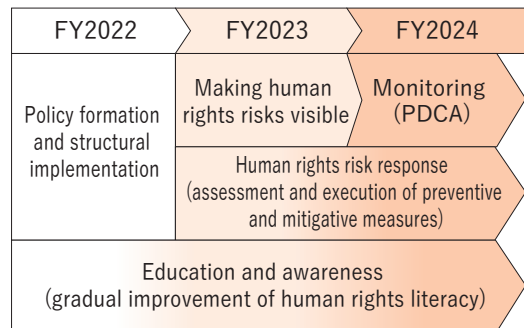 FY2022
FY2023
FY2024
Policy formation
and structural
implementation
Making human
rights risks visible
Monitoring
(PDCA)
Human rights risk response
(assessment and execution of preventive
and mitigative measures)
Education and awareness
(gradual improvement of human rights literacy)